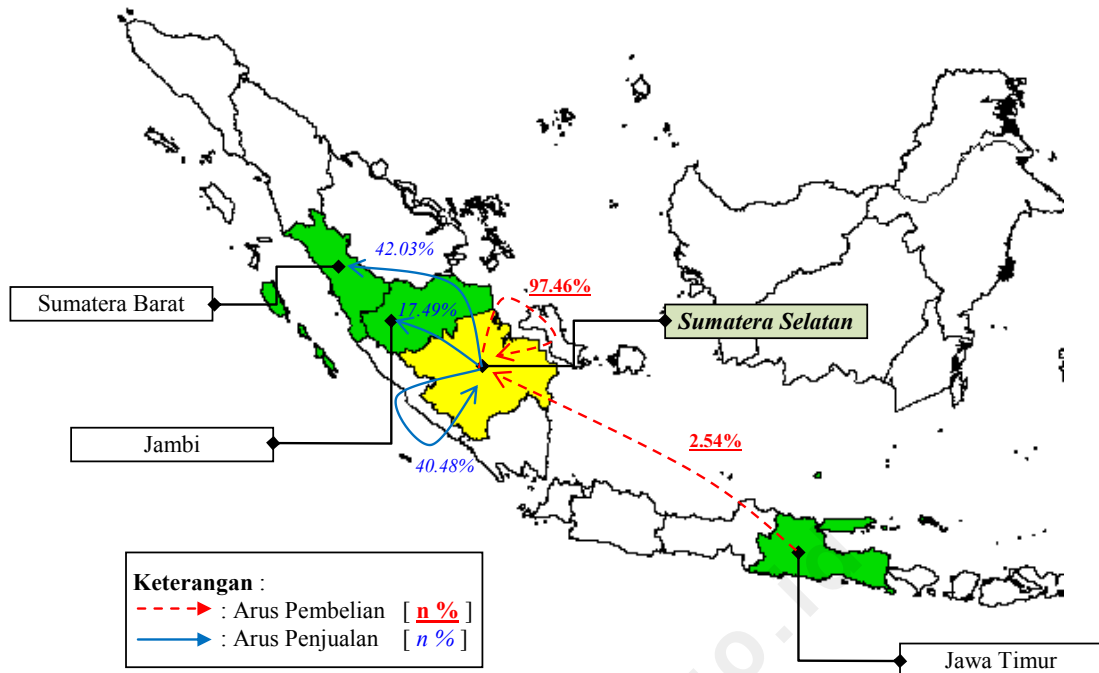 42.03%
97.46%
Sumatera Barat
17.49%
Sumatera Selatan
Jambi
40.48%
2.54%
Keterangan :
: Arus Pembelian [ n % ]
: Arus Penjualan [ n % ]
Jawa Timur